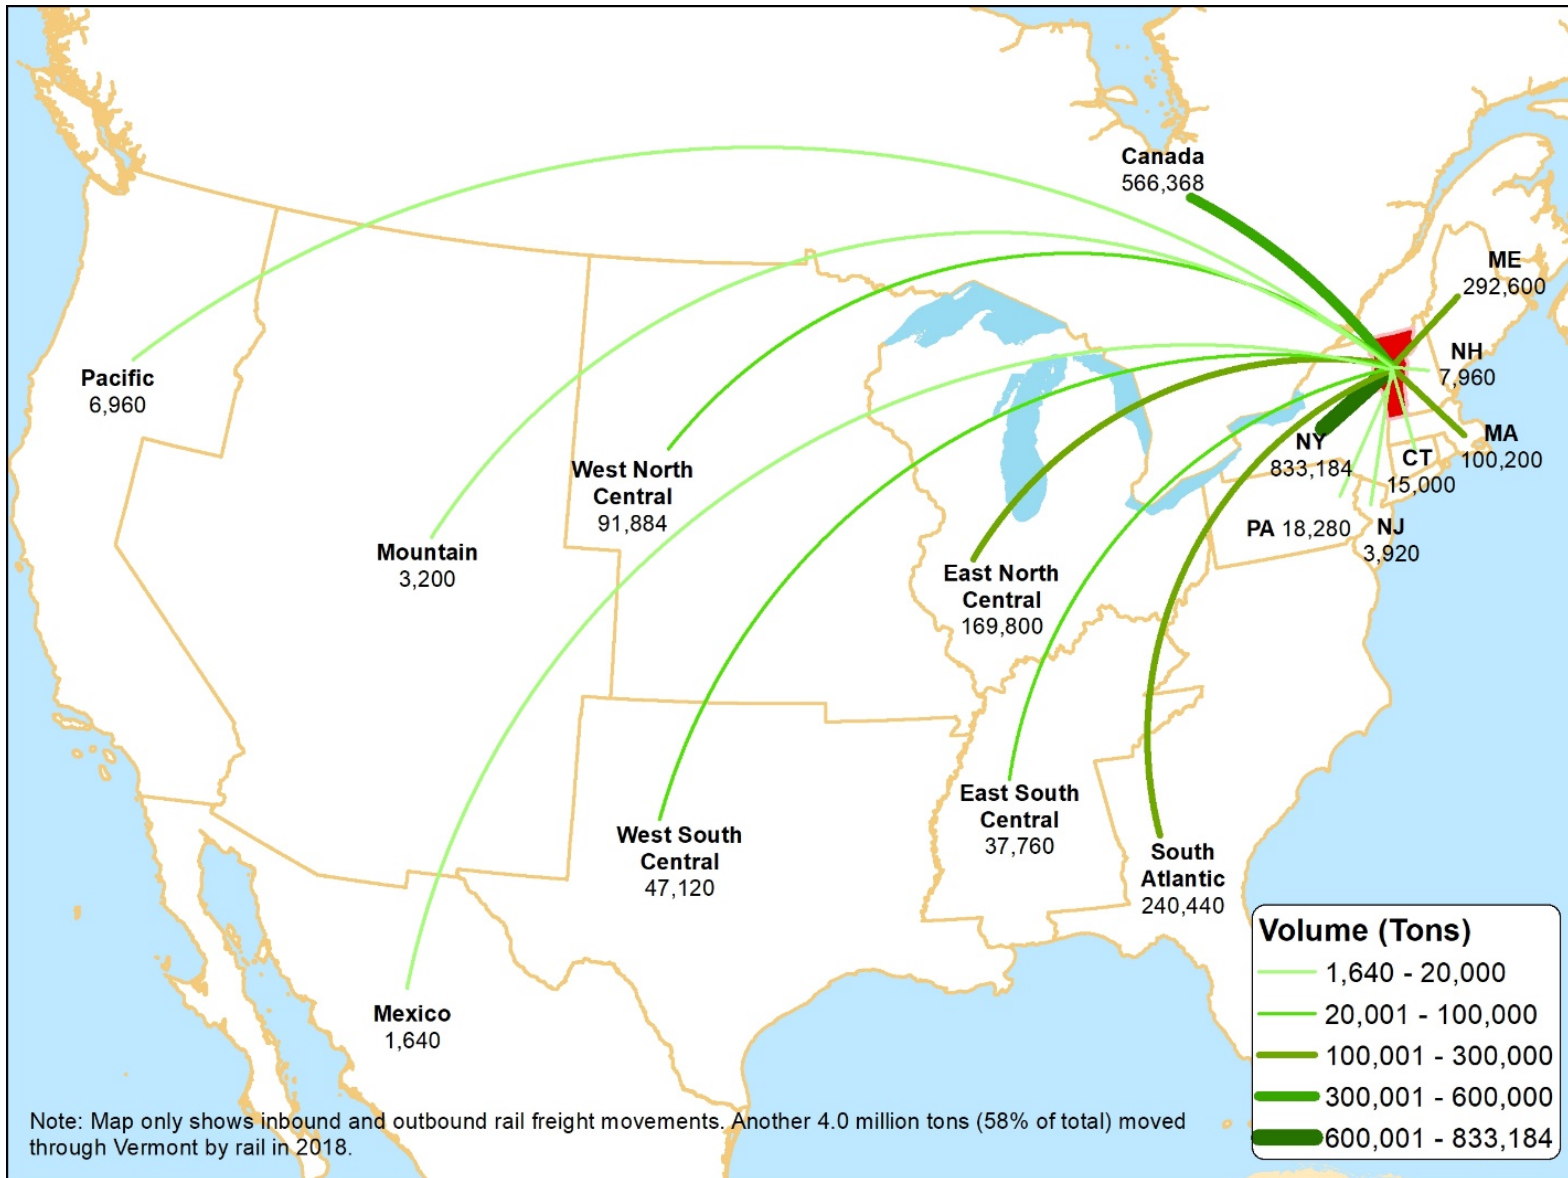 Canada
566,368
ME
292,600
NH
7,960
Pacific
6,960
MA
100,200
NY
833,184
CT
15,000
West North
Central
91,884
PA 18,280
NJ
3,920
Mountain
3,200
East North
Central
169,800
East South
Central
37,760
West South
Central
47,120
South
Atlantic
240,440
Mexico
1,640
Volume (Tons)
1,640 - 20,000
20,001 - 100,000
100,001 - 300,000
300,001 - 600,000
600,001 - 833,184
Note: Map only shows inbound and outbound rail freight movements. Another 4.0 million tons (58% of total) moved
through Vermont by rail in 2018.